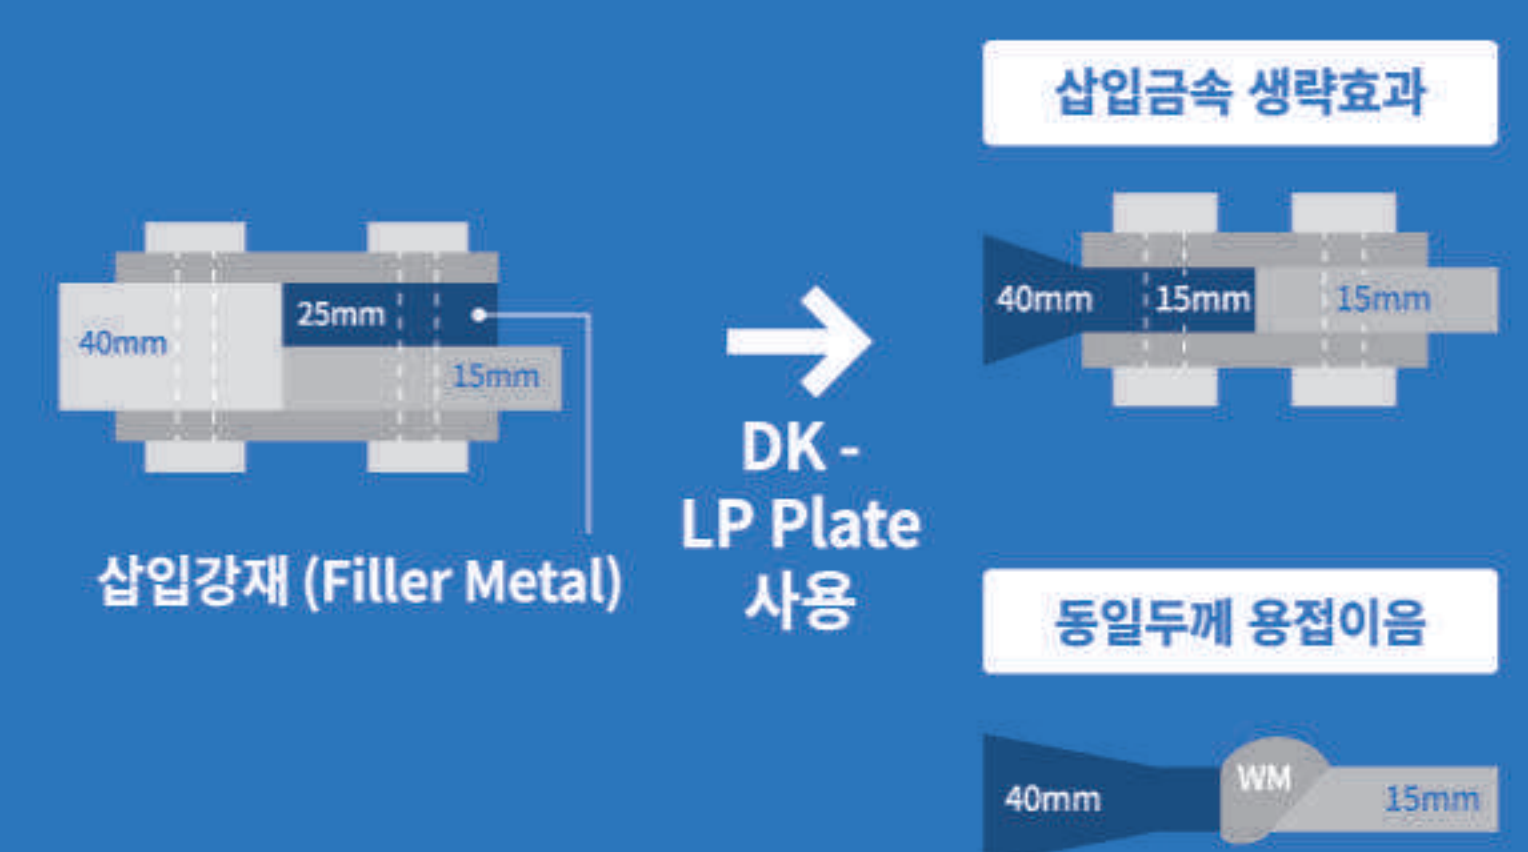 40mm
25mm
15mm
삽입강재 (Filler Metal)
DK -
LP Plate
사용
삽입금속 생략효과
40mm
15mm
15mm
동일두께 용접이음
40mm
WM
15mm